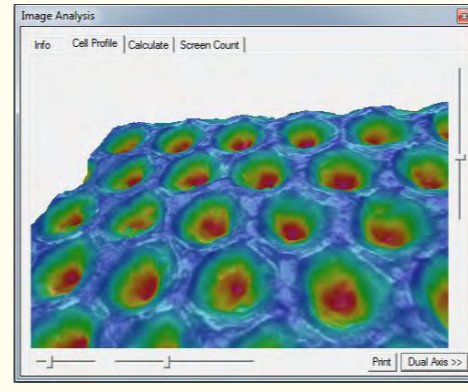 Image Analysis
Info Cell Profile Calculate Screen Count
Print Dual Axis >>